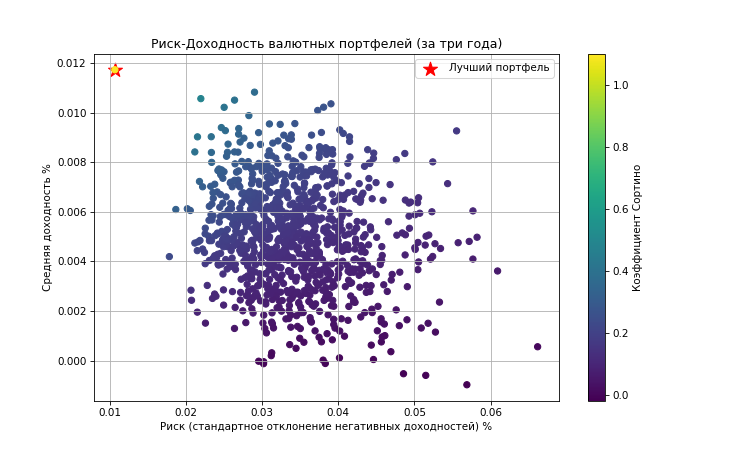 Риск-Доходность валютных портфелей (за три года)
Лучший портфель
Средняя доходность %
0.012
0.010
0.008
0.006
0.004
0.002
0.000
0.01 0.02 0.03 0.04 0.05 0.06
Риск (стандартное отклонение негативных доходностей) %
1.0
0.8
0.6
0.4
0.2
0.0
Коэффициент Сортино